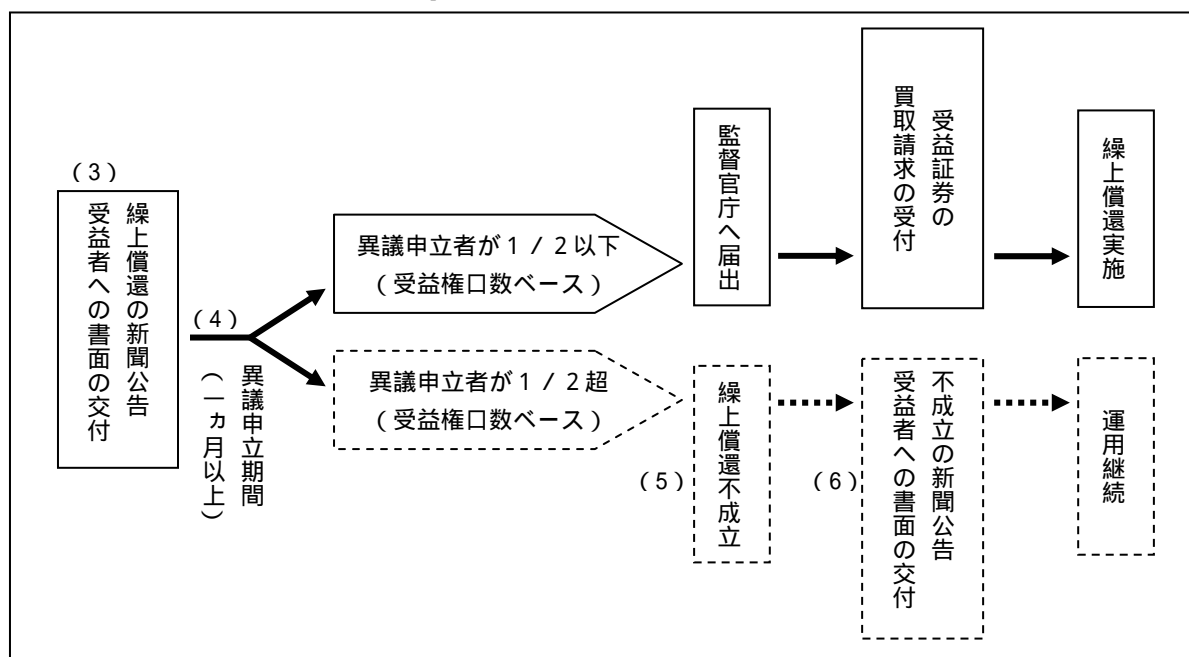 (3)
繰上償還の新聞公告
受益者への書面の交付
(4)
異議申立期間
(一ヵ月以上)
異議申立者が1/2以下
(受益権口数ベース)
監督官庁へ届出
受益証券の
買取請求の受付
繰上償還実施
異議申立者が1/2超
(受益権口数ベース)
(5)
繰上償還不成立
(6)
不成立の新聞公告
受益者への書面の交付
運用継続